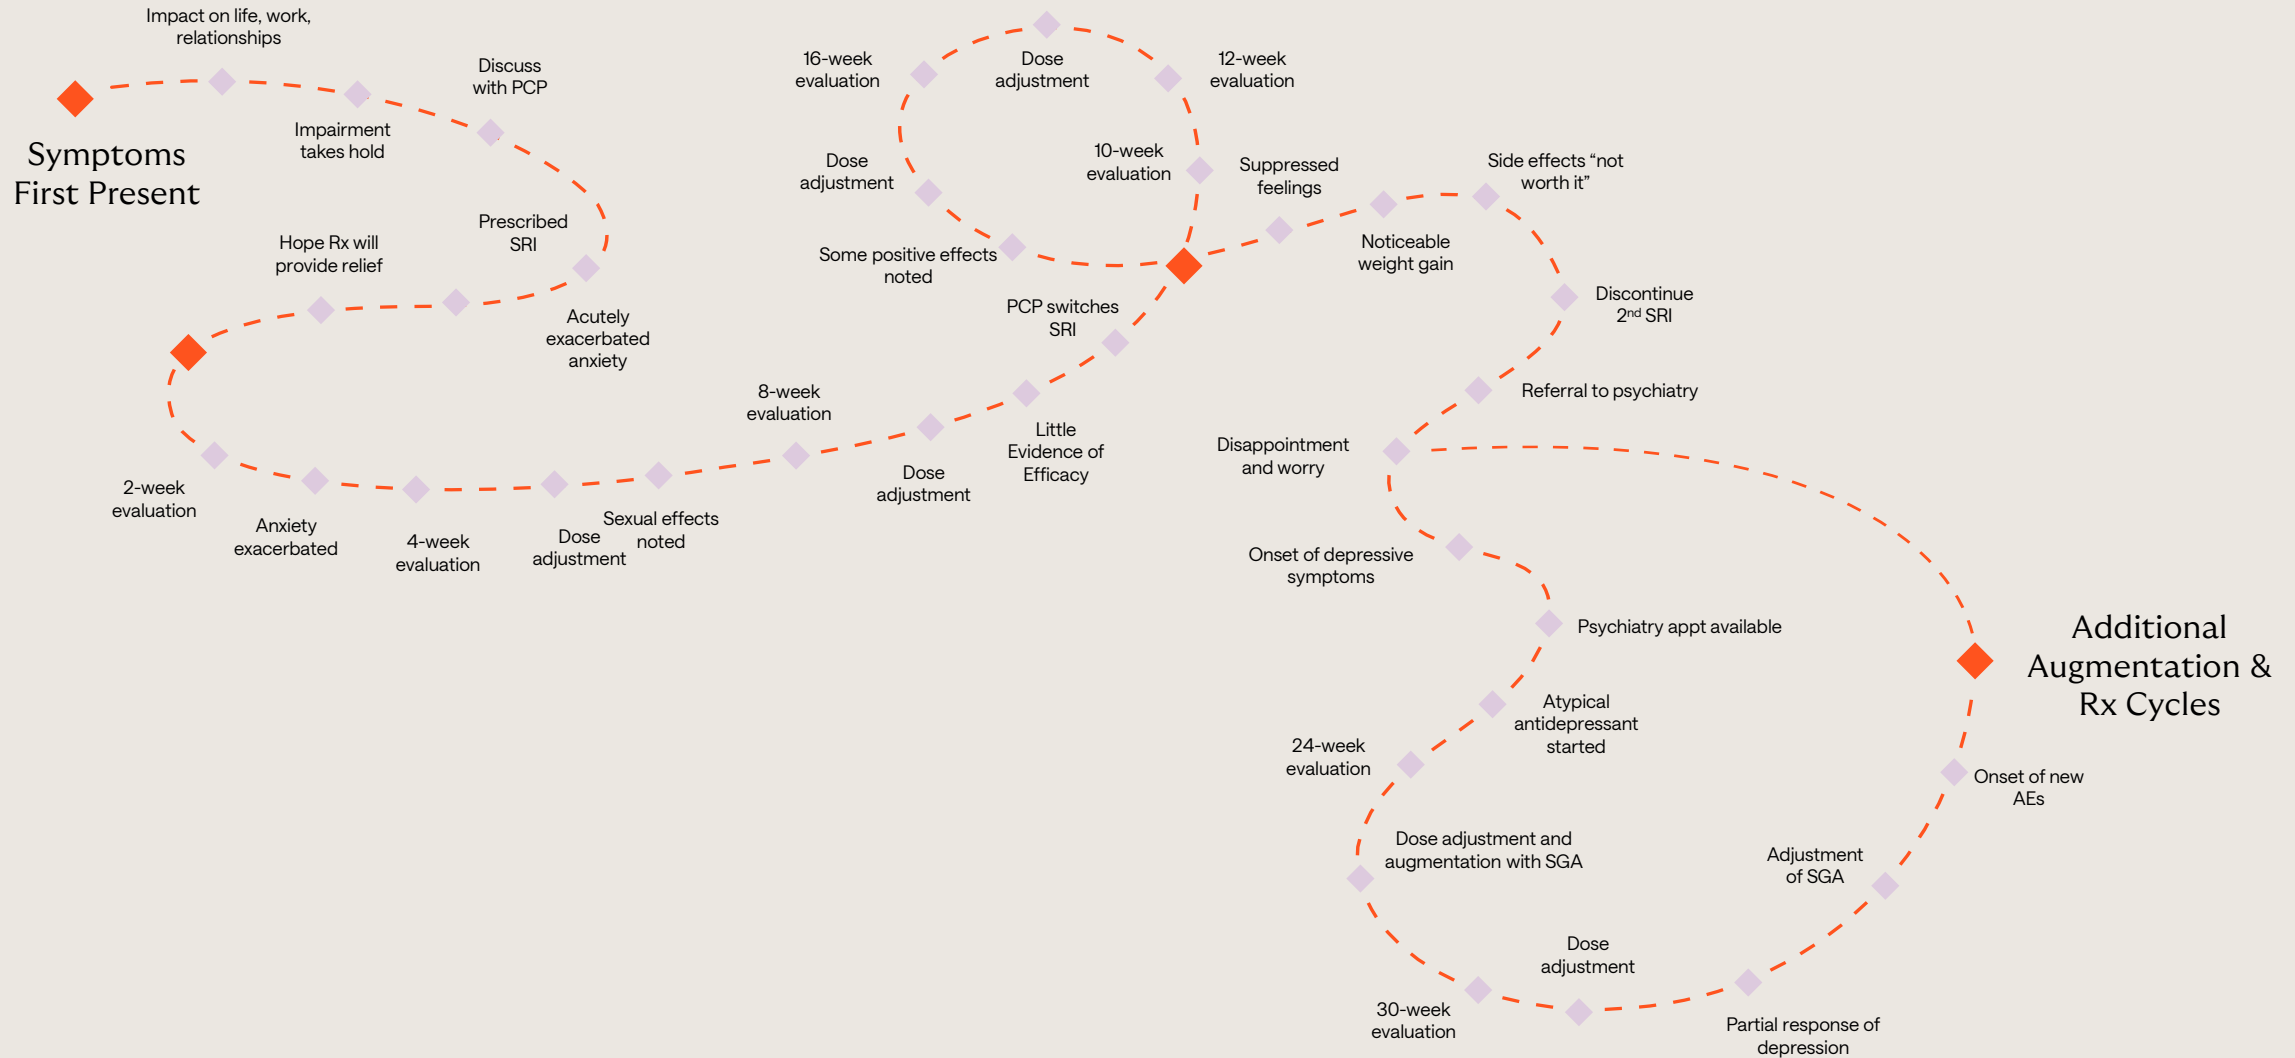 Impact on life, work,
relationships
Symptoms
First Present
Impairment
takes hold
Discuss
with PCP
Acutely
exacerbated
anxiety
Prescribed
SRI
Hope Rx will
provide relief
2-week
evaluation
Anxiety
exacerbated
4-week
evaluation
Dose
adjustment
Sexual effects
noted
8-week
evaluation
Dose
adjustment
Little
Evidence of
Efficacy
PCP switches
SRI
10-week
evaluation
12-week
evaluation
Dose
adjustment
16-week
evaluation
Dose
adjustment
Some positive effects
noted
Suppressed
feelings
Noticeable
weight gain
Side effects “not
worth it”
Discontinue
2nd SRI
Referral to psychiatry
Disappointment
and worry
Onset of depressive
symptoms
Psychiatry appt available
Atypical
antidepressant
started
24-week
evaluation
Dose adjustment and
augmentation with SGA
30-week
evaluation
Dose
adjustment
Partial response of
depression
Adjustment
of SGA
Onset of new
AEs
Additional
Augmentation &
Rx Cycles